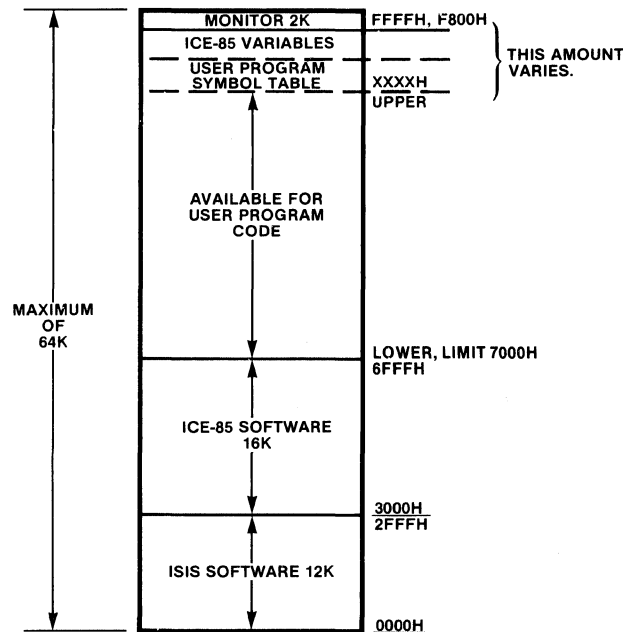 MONITOR 2K FFFFH, F800H
ICE-85 VARIABLES
THIS AMOUNT
VARIES.
USER PROGRAM
SYMBOL TABLE
XXXXH
UPPER
AVAILABLE FOR
USER PROGRAM
CODE
MAXIMUM
OF
64K
LOWER, LIMIT 7000H
6FFFH
ICE-85 SOFTWARE
16K
3000H
2FFFH
ISIS SOFTWARE 12K
0000H